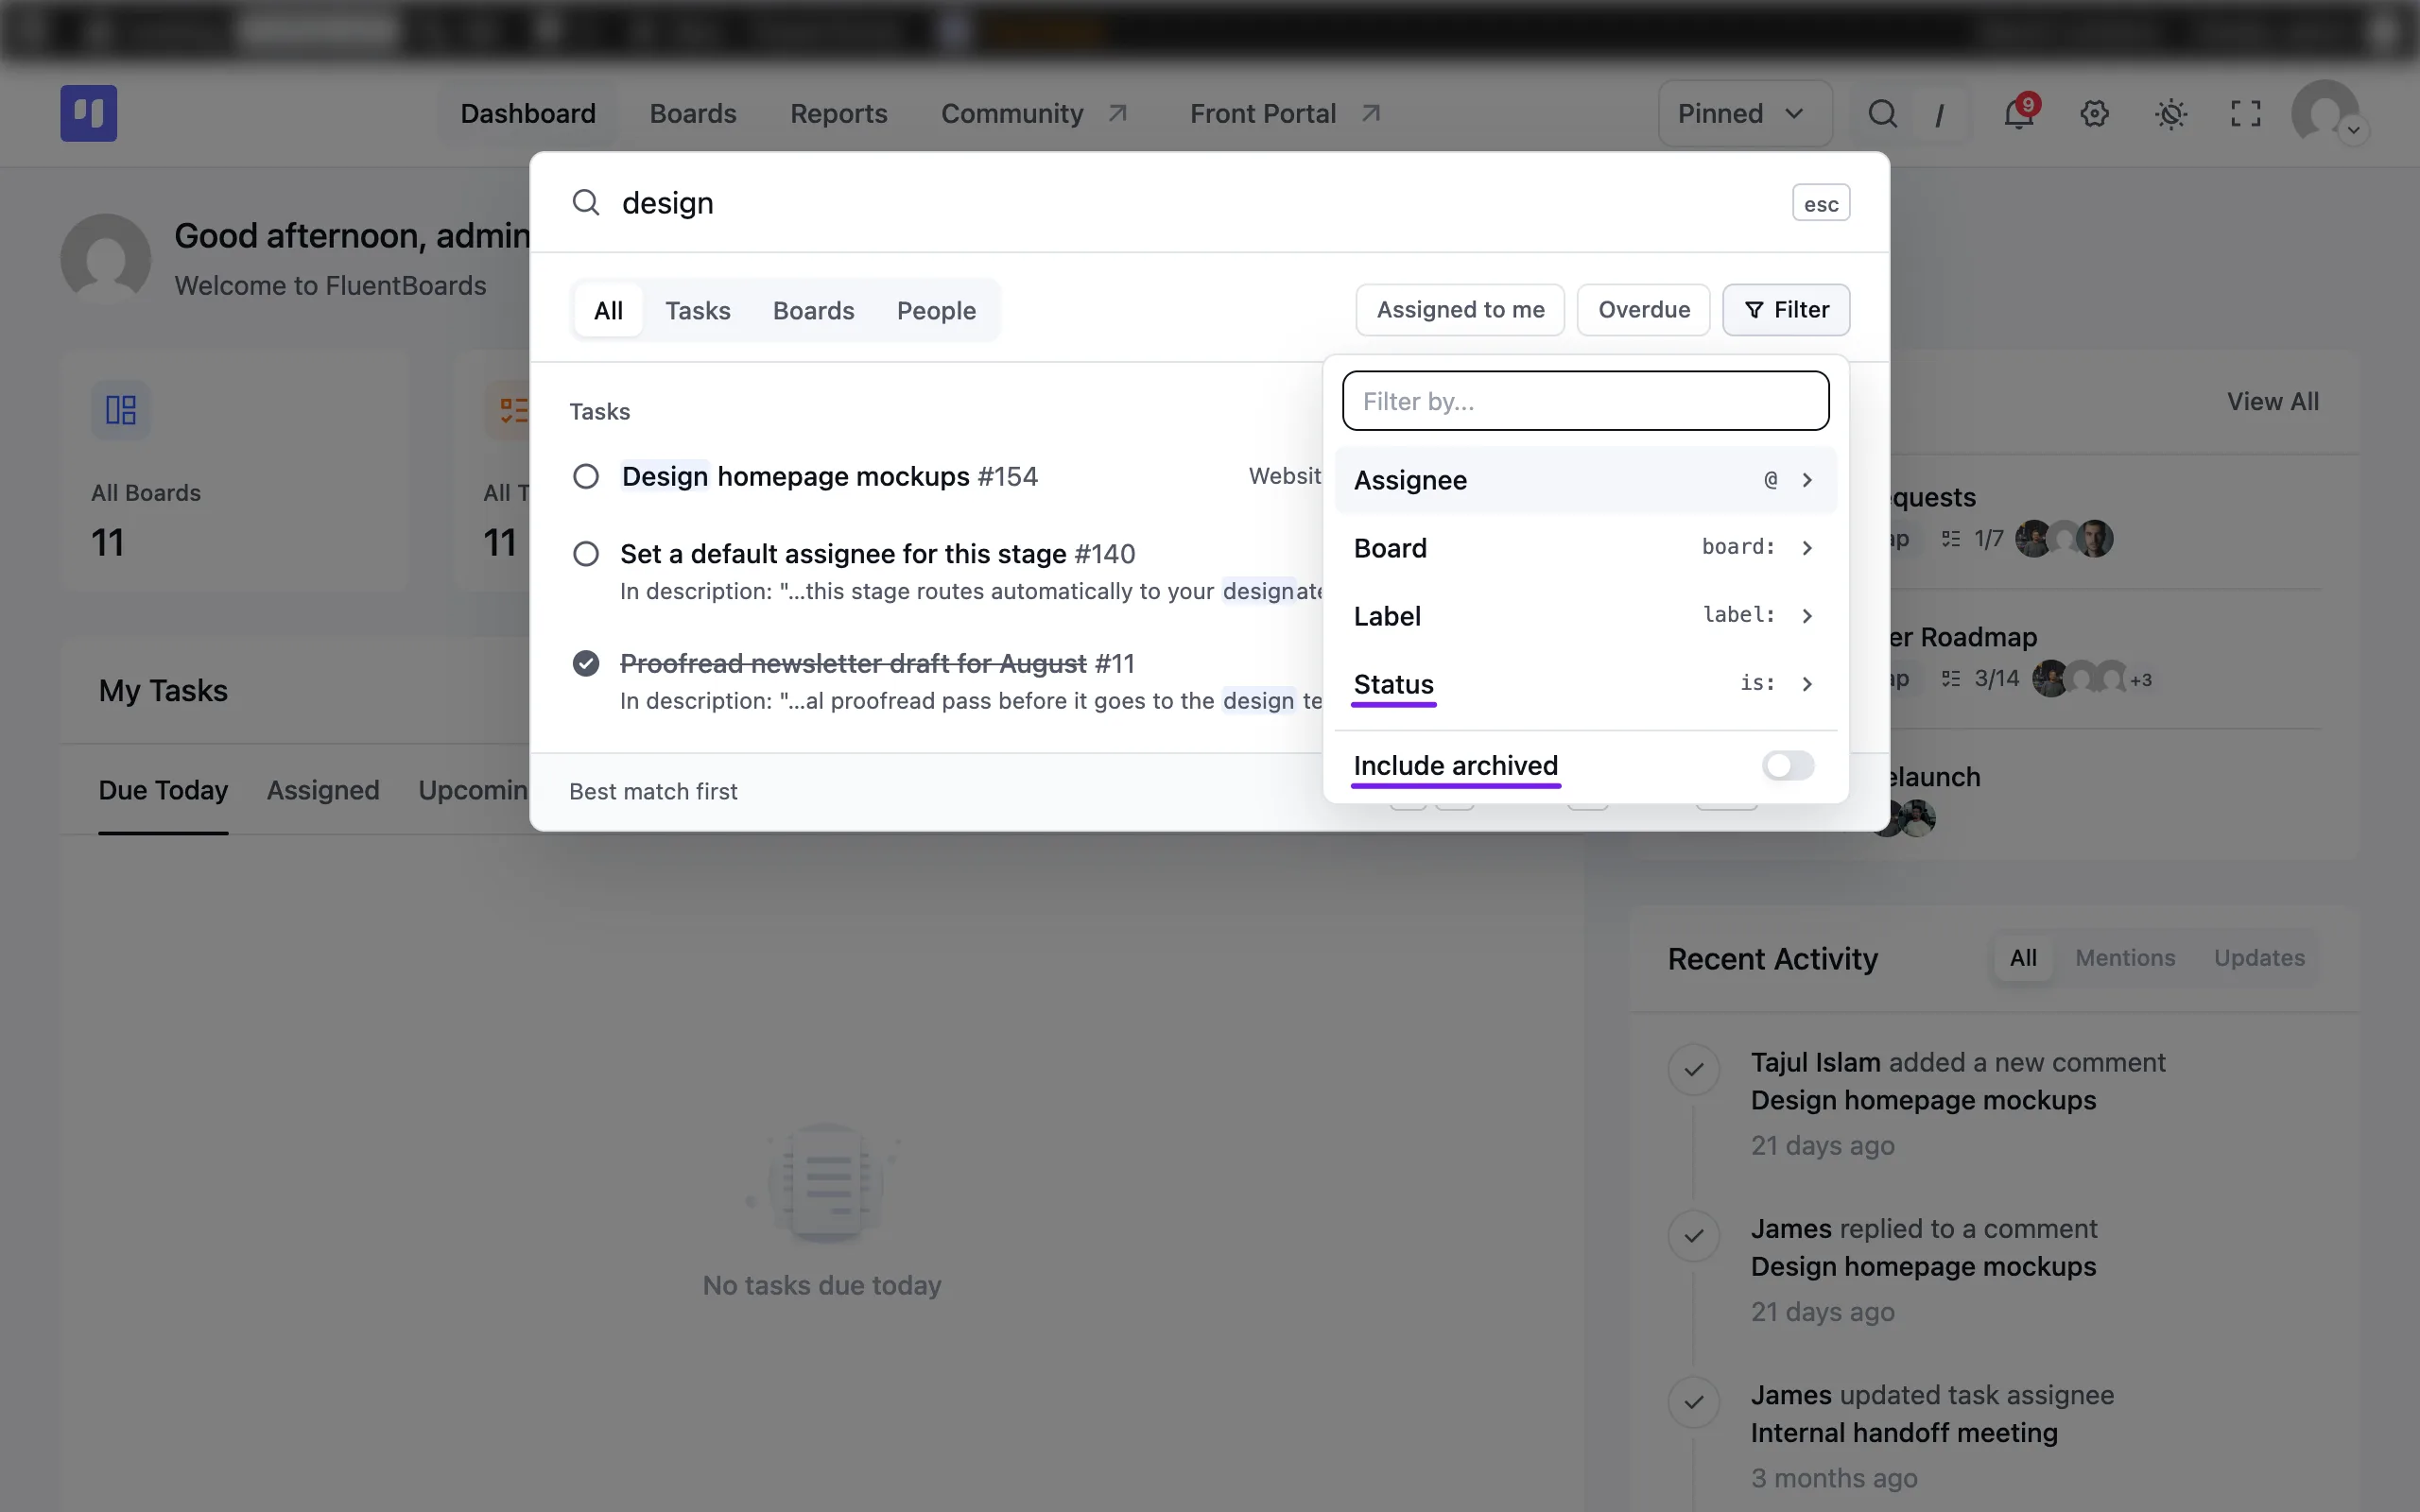 Dashboard
Boards
Reports
Community
Front Portal
Pinned
/
9
design
esc
Good afternoon, admin
Welcome to FluentBoards
All
Tasks
Boards
People
Assigned to me
Overdue
Filter
Filter by...
Assignee @
Board board:
Label label:
Status is:
Include archived
Tasks
Design homepage mockups #154
Set a default assignee for this stage #140
In description: "...this stage routes automatically to your
Proofread newsletter draft for August #11
In description: "...al proofread pass before it goes to the design
Best match first
All Boards
11
All
11
My Tasks
Due Today
Assigned
No tasks due today
View All
1/7
Roadmap
3/14
+3
Recent Activity
All
Mentions
Updates
Tajul Islam added a new comment
Design homepage mockups
21 days ago
James replied to a comment
Design homepage mockups
21 days ago
James updated task assignee
Internal handoff meeting
3 months ago